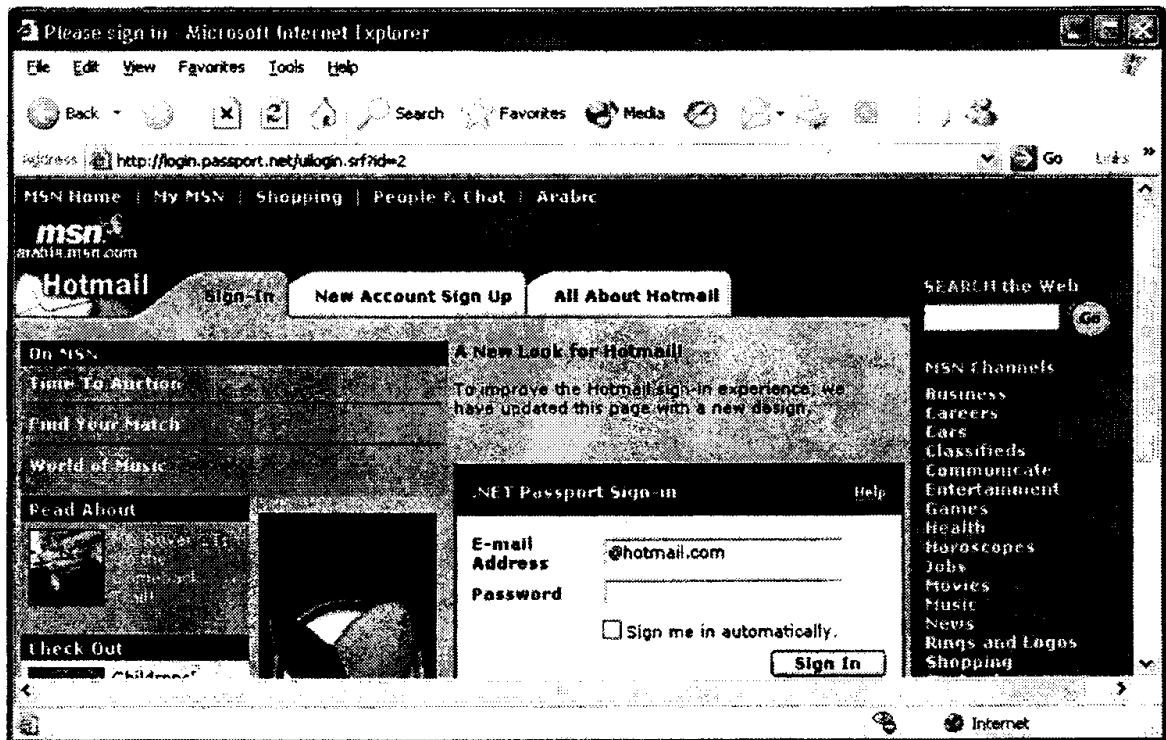 Please sign in - Microsoft Internet Explorer
File Edit View Favorites Tools Help
Back Search Favorites Media
Address http://login.passport.net/uilogin.srf?id=2 Go Links »
MSN Home | My MSN | Shopping | People & Chat | Arabic
msn
arabia.msn.com
Hotmail Sign-In New Account Sign Up All About Hotmail
SEARCH the Web
Go
On MSN
Time To Auction
Find Your Match
World of Music
Read About
Check Out
Childrens'
A New Look for Hotmail!
To improve the Hotmail sign-in experience, we
have updated this page with a new design.
.NET Passport Sign-in Help
E-mail
Address @hotmail.com
Password
Sign me in automatically.
Sign In
MSN Channels
Business
Careers
Cars
Classifieds
Communicate
Entertainment
Games
Health
Horoscopes
Jobs
Movies
Music
News
Rings and Logos
Shopping
Internet